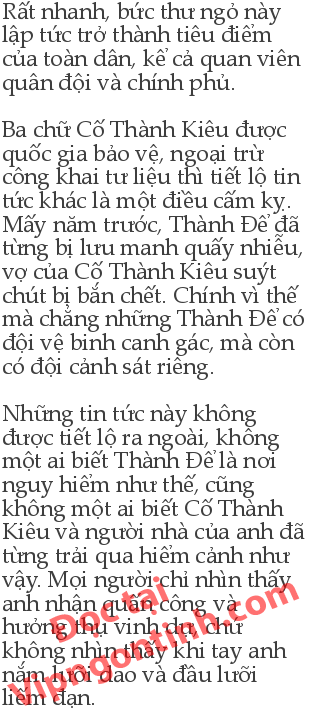 Rất nhanh, bức thư ngỏ này
lập tức trở thành tiêu điểm
của toàn dân, kể cả quan viên
quân đội và chính phủ.
Ba chữ Cố Thành Kiêu được
quốc gia bảo vệ, ngoại trừ
công khai tư liệu thì tiết lộ tin
tức khác là một điều cấm kỵ.
Mấy năm trước, Thành Để đã
từng bị lưu manh quấy nhiễu,
vợ của Cố Thành Kiêu suýt
chút bị bắn chết. Chính vì thế
mà chẳng những Thành Để có
đội vệ binh canh gác, mà còn
có đội cảnh sát riêng.
Những tin tức này không
được tiết lộ ra ngoài, không
một ai biết Thành Để là nơi
nguy hiểm như thế, cũng
không một ai biết Cố Thành
Kiêu và người nhà của anh đã
từng trải qua hiểm cảnh như
vậy. Mọi người chỉ nhìn thấy
anh nhận quân công và
hưởng thụ vinh dự, chứ
không nhìn thấy khi tay anh
nắm lưỡi dao và đầu lưỡi
liếm đạn.
Đọc tại
Vipngontinh.com